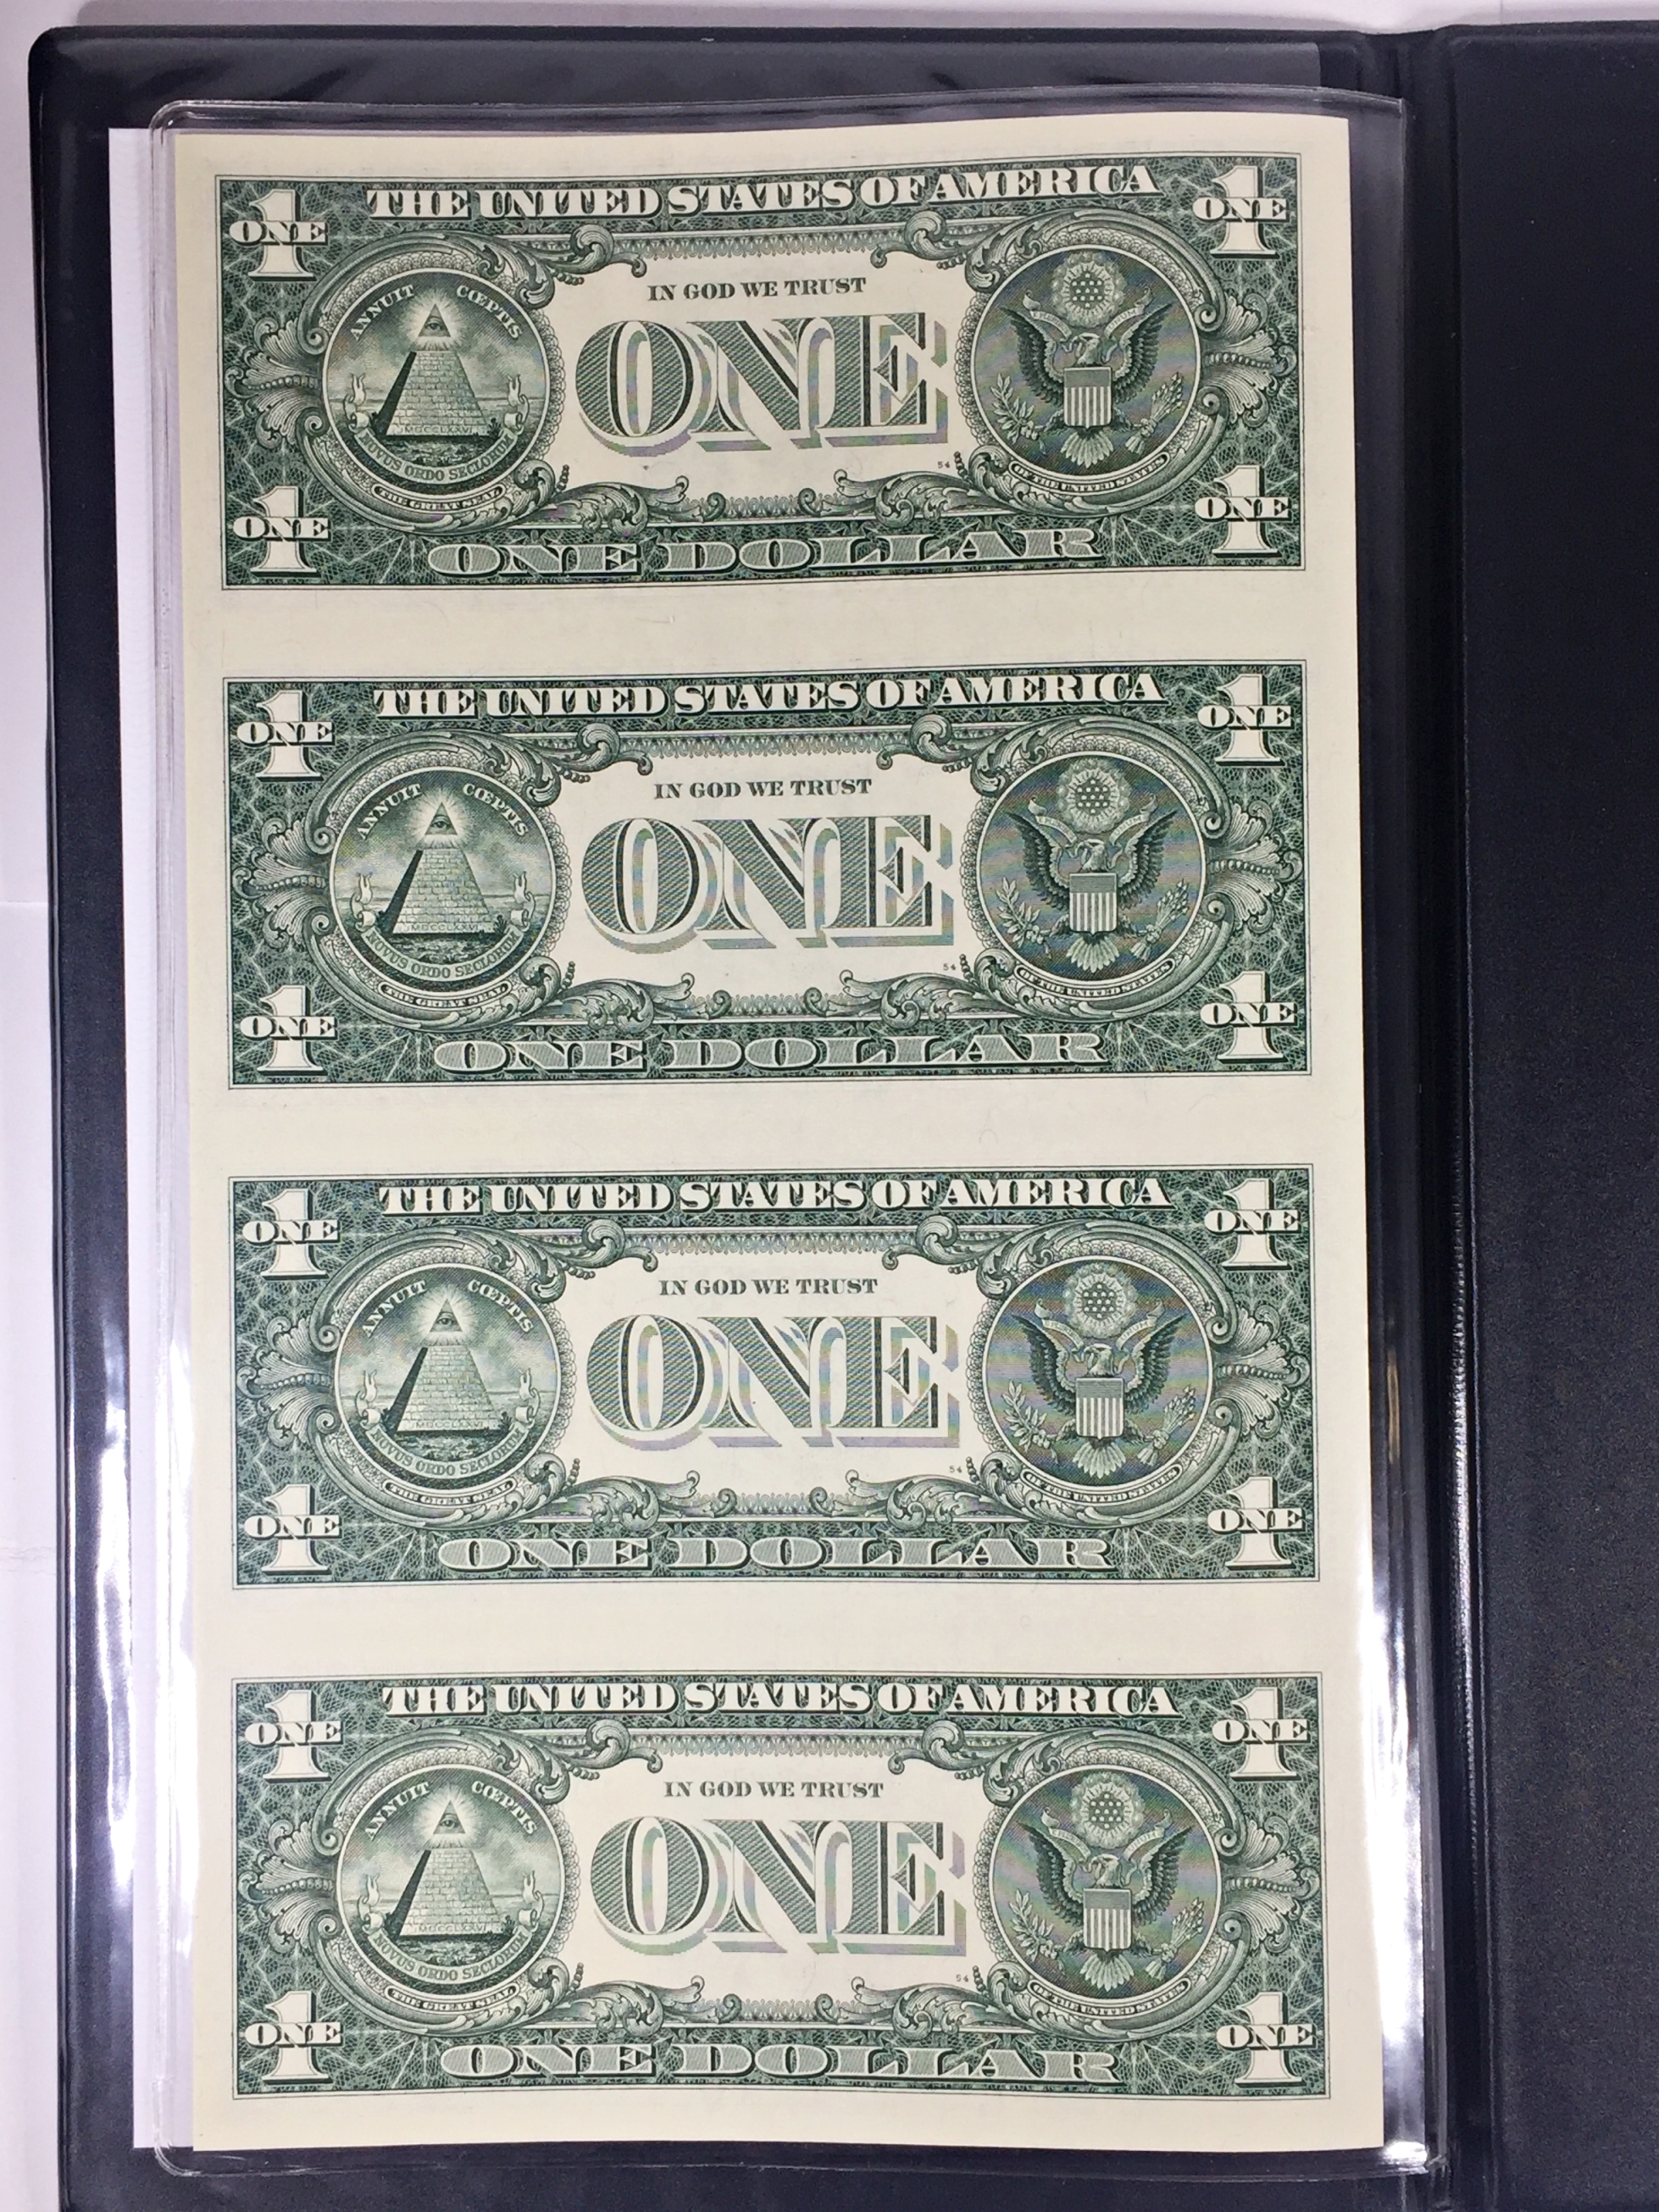 THE UNITED STATES OF AMERICA
1 ONE
1 ONE
ANNUIT CŒPTIS
IN GOD WE TRUST
ONE
MDCCLXXVI
NOVUS ORDO SECLORUM
THE GREAT SEAL
54
OF THE UNITED STATES
1 ONE
1 ONE
ONE DOLLAR
THE UNITED STATES OF AMERICA
1 ONE
1 ONE
ANNUIT CŒPTIS
IN GOD WE TRUST
ONE
MDCCLXXVI
NOVUS ORDO SECLORUM
THE GREAT SEAL
54
OF THE UNITED STATES
1 ONE
1 ONE
ONE DOLLAR
THE UNITED STATES OF AMERICA
1 ONE
1 ONE
ANNUIT CŒPTIS
IN GOD WE TRUST
ONE
MDCCLXXVI
NOVUS ORDO SECLORUM
THE GREAT SEAL
54
OF THE UNITED STATES
1 ONE
1 ONE
ONE DOLLAR
THE UNITED STATES OF AMERICA
1 ONE
1 ONE
ANNUIT CŒPTIS
IN GOD WE TRUST
ONE
MDCCLXXVI
NOVUS ORDO SECLORUM
THE GREAT SEAL
54
OF THE UNITED STATES
1 ONE
1 ONE
ONE DOLLAR